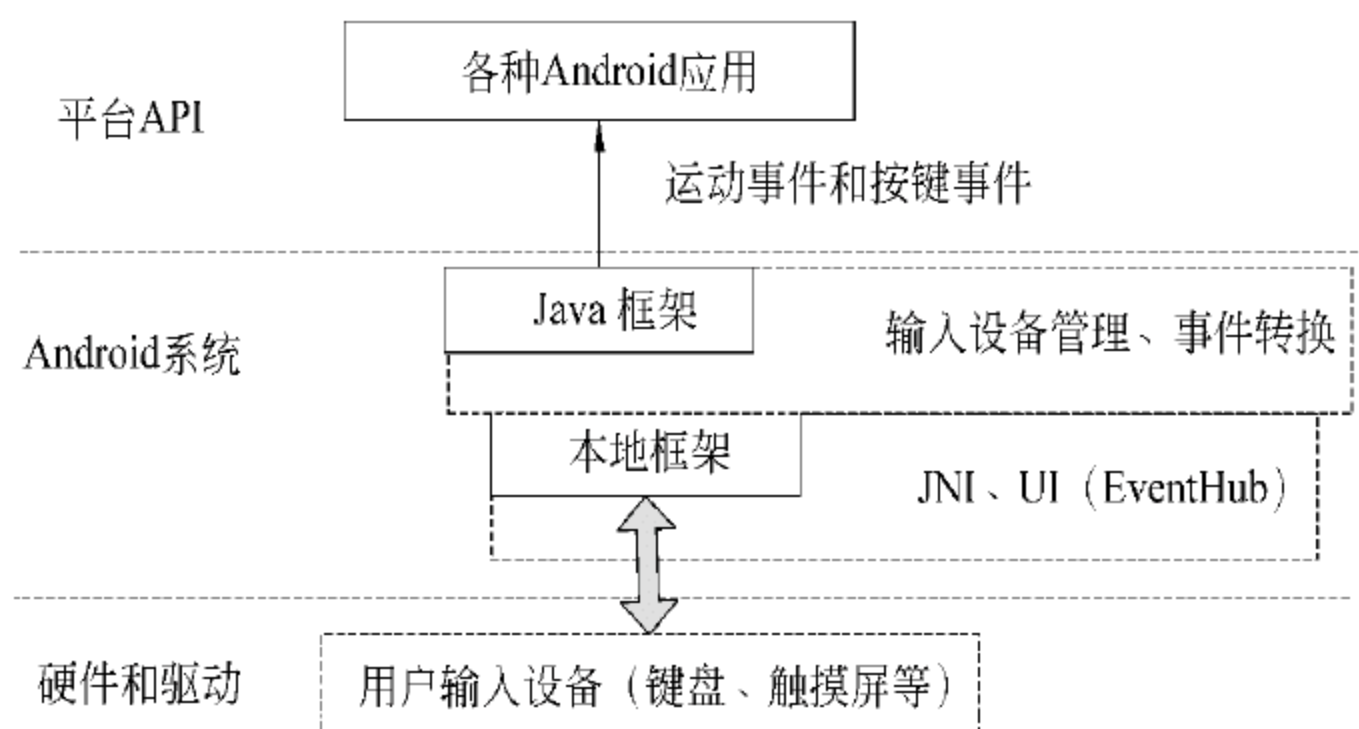 各种Android应用
平台API
运动事件和按键事件
Java 框架
输入设备管理、事件转换
Android系统
本地框架
JNI、UI（EventHub）
硬件和驱动
用户输入设备（键盘、触摸屏等）